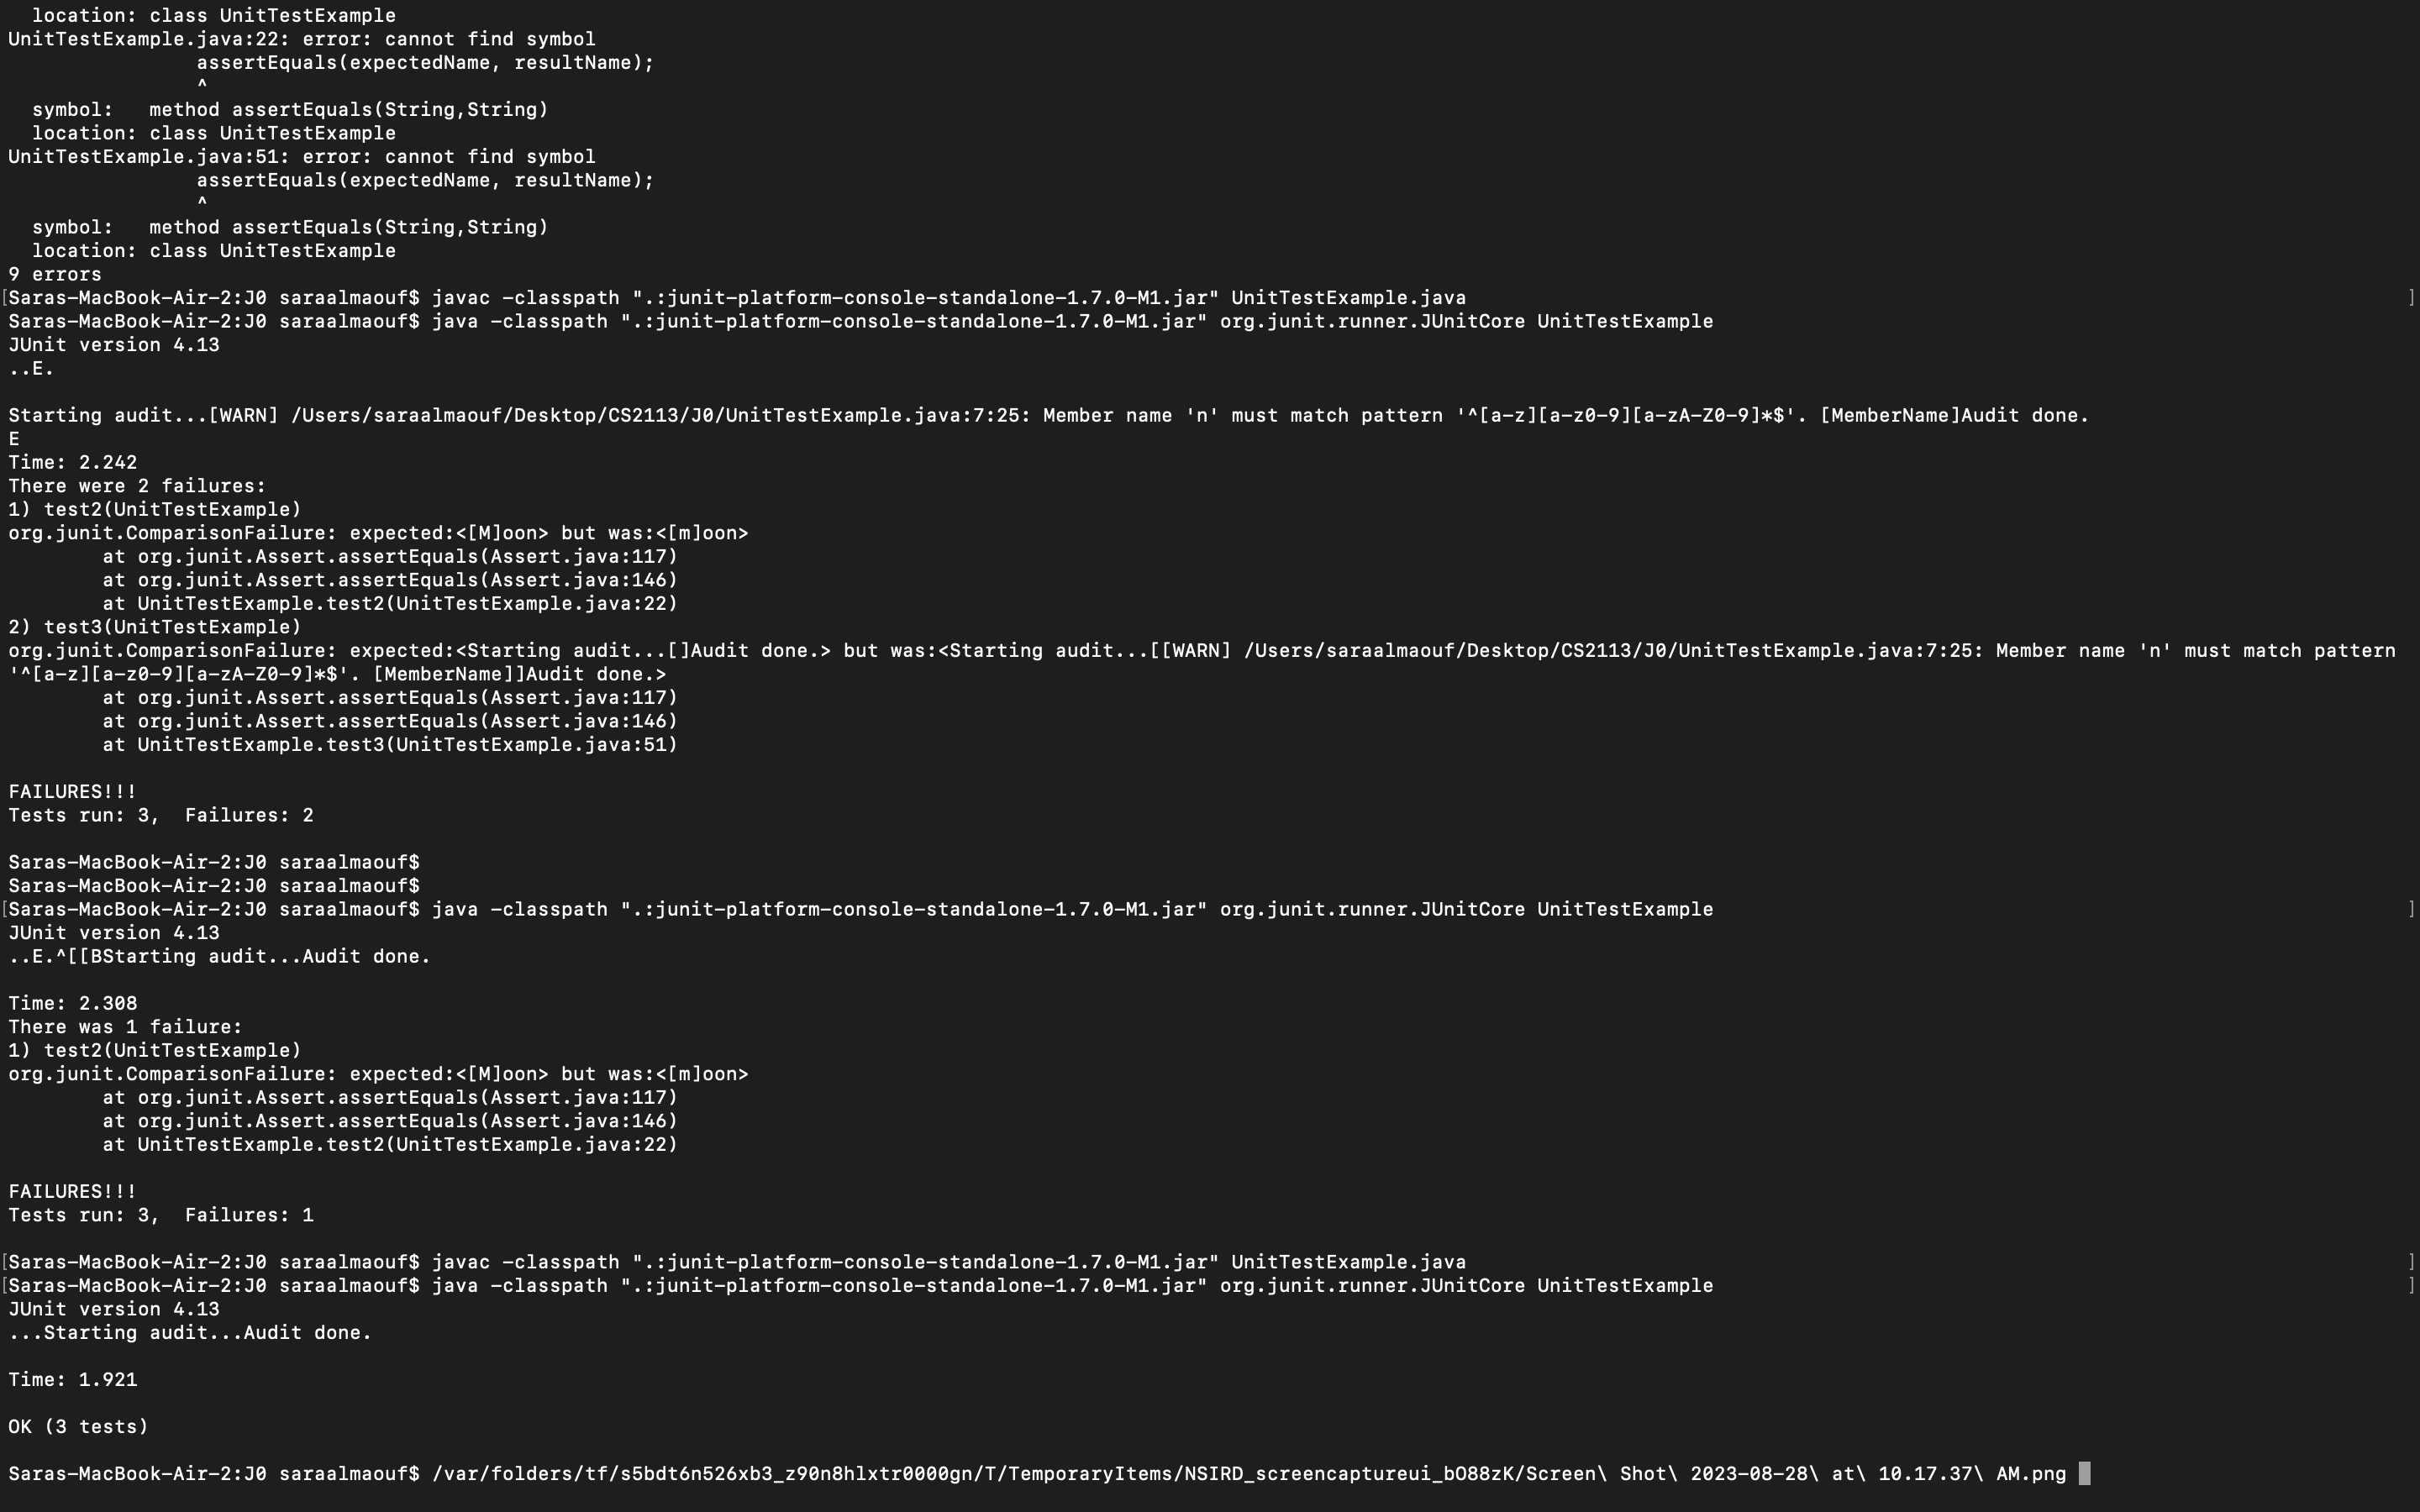 location: class UnitTestExample
UnitTestExample.java:22: error: cannot find symbol
                assertEquals(expectedName, resultName);
                ^
  symbol:   method assertEquals(String,String)
  location: class UnitTestExample
UnitTestExample.java:51: error: cannot find symbol
                assertEquals(expectedName, resultName);
                ^
  symbol:   method assertEquals(String,String)
  location: class UnitTestExample
9 errors
[Saras-MacBook-Air-2:J0 saraalmaouf$ javac -classpath ".:junit-platform-console-standalone-1.7.0-M1.jar" UnitTestExample.java ]
Saras-MacBook-Air-2:J0 saraalmaouf$ java -classpath ".:junit-platform-console-standalone-1.7.0-M1.jar" org.junit.runner.JUnitCore UnitTestExample
JUnit version 4.13
..E.
Starting audit...[WARN] /Users/saraalmaouf/Desktop/CS2113/J0/UnitTestExample.java:7:25: Member name 'n' must match pattern '^[a-z][a-z0-9][a-zA-Z0-9]*$'. [MemberName]Audit done.
E
Time: 2.242
There were 2 failures:
1) test2(UnitTestExample)
org.junit.ComparisonFailure: expected:<[M]oon> but was:<[m]oon>
        at org.junit.Assert.assertEquals(Assert.java:117)
        at org.junit.Assert.assertEquals(Assert.java:146)
        at UnitTestExample.test2(UnitTestExample.java:22)
2) test3(UnitTestExample)
org.junit.ComparisonFailure: expected:<Starting audit...[]Audit done.> but was:<Starting audit...[[WARN] /Users/saraalmaouf/Desktop/CS2113/J0/UnitTestExample.java:7:25: Member name 'n' must match pattern
'^[a-z][a-z0-9][a-zA-Z0-9]*$'. [MemberName]]Audit done.>
        at org.junit.Assert.assertEquals(Assert.java:117)
        at org.junit.Assert.assertEquals(Assert.java:146)
        at UnitTestExample.test3(UnitTestExample.java:51)
FAILURES!!!
Tests run: 3,  Failures: 2
Saras-MacBook-Air-2:J0 saraalmaouf$
Saras-MacBook-Air-2:J0 saraalmaouf$
[Saras-MacBook-Air-2:J0 saraalmaouf$ java -classpath ".:junit-platform-console-standalone-1.7.0-M1.jar" org.junit.runner.JUnitCore UnitTestExample ]
JUnit version 4.13
..E.^[[BStarting audit...Audit done.
Time: 2.308
There was 1 failure:
1) test2(UnitTestExample)
org.junit.ComparisonFailure: expected:<[M]oon> but was:<[m]oon>
        at org.junit.Assert.assertEquals(Assert.java:117)
        at org.junit.Assert.assertEquals(Assert.java:146)
        at UnitTestExample.test2(UnitTestExample.java:22)
FAILURES!!!
Tests run: 3,  Failures: 1
[Saras-MacBook-Air-2:J0 saraalmaouf$ javac -classpath ".:junit-platform-console-standalone-1.7.0-M1.jar" UnitTestExample.java ]
[Saras-MacBook-Air-2:J0 saraalmaouf$ java -classpath ".:junit-platform-console-standalone-1.7.0-M1.jar" org.junit.runner.JUnitCore UnitTestExample ]
JUnit version 4.13
...Starting audit...Audit done.
Time: 1.921
OK (3 tests)
Saras-MacBook-Air-2:J0 saraalmaouf$ /var/folders/tf/s5bdt6n526xb3_z90n8hlxtr0000gn/T/TemporaryItems/NSIRD_screencaptureui_bO88zK/Screen\ Shot\ 2023-08-28\ at\ 10.17.37\ AM.png